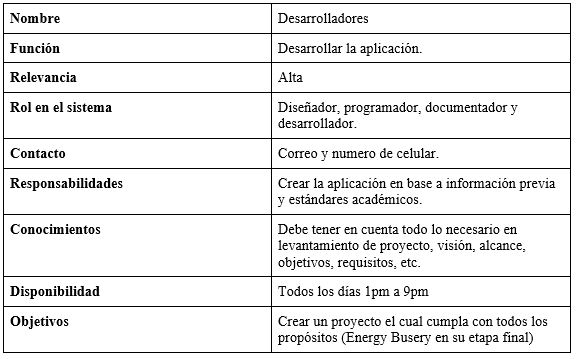 Nombre Desarrolladores
Función Desarrollar la aplicación.
Relevancia Alta
Rol en el sistema Diseñador, programador, documentador y
desarrollador.
Contacto Correo y numero de celular.
Responsabilidades Crear la aplicación en base a información previa
y estándares académicos.
Conocimientos Debe tener en cuenta todo lo necesario en
levantamiento de proyecto, visión, alcance,
objetivos, requisitos, etc.
Disponibilidad Todos los días 1pm a 9pm
Objetivos Crear un proyecto el cual cumpla con todos los
propósitos (Energy Busery en su etapa final)